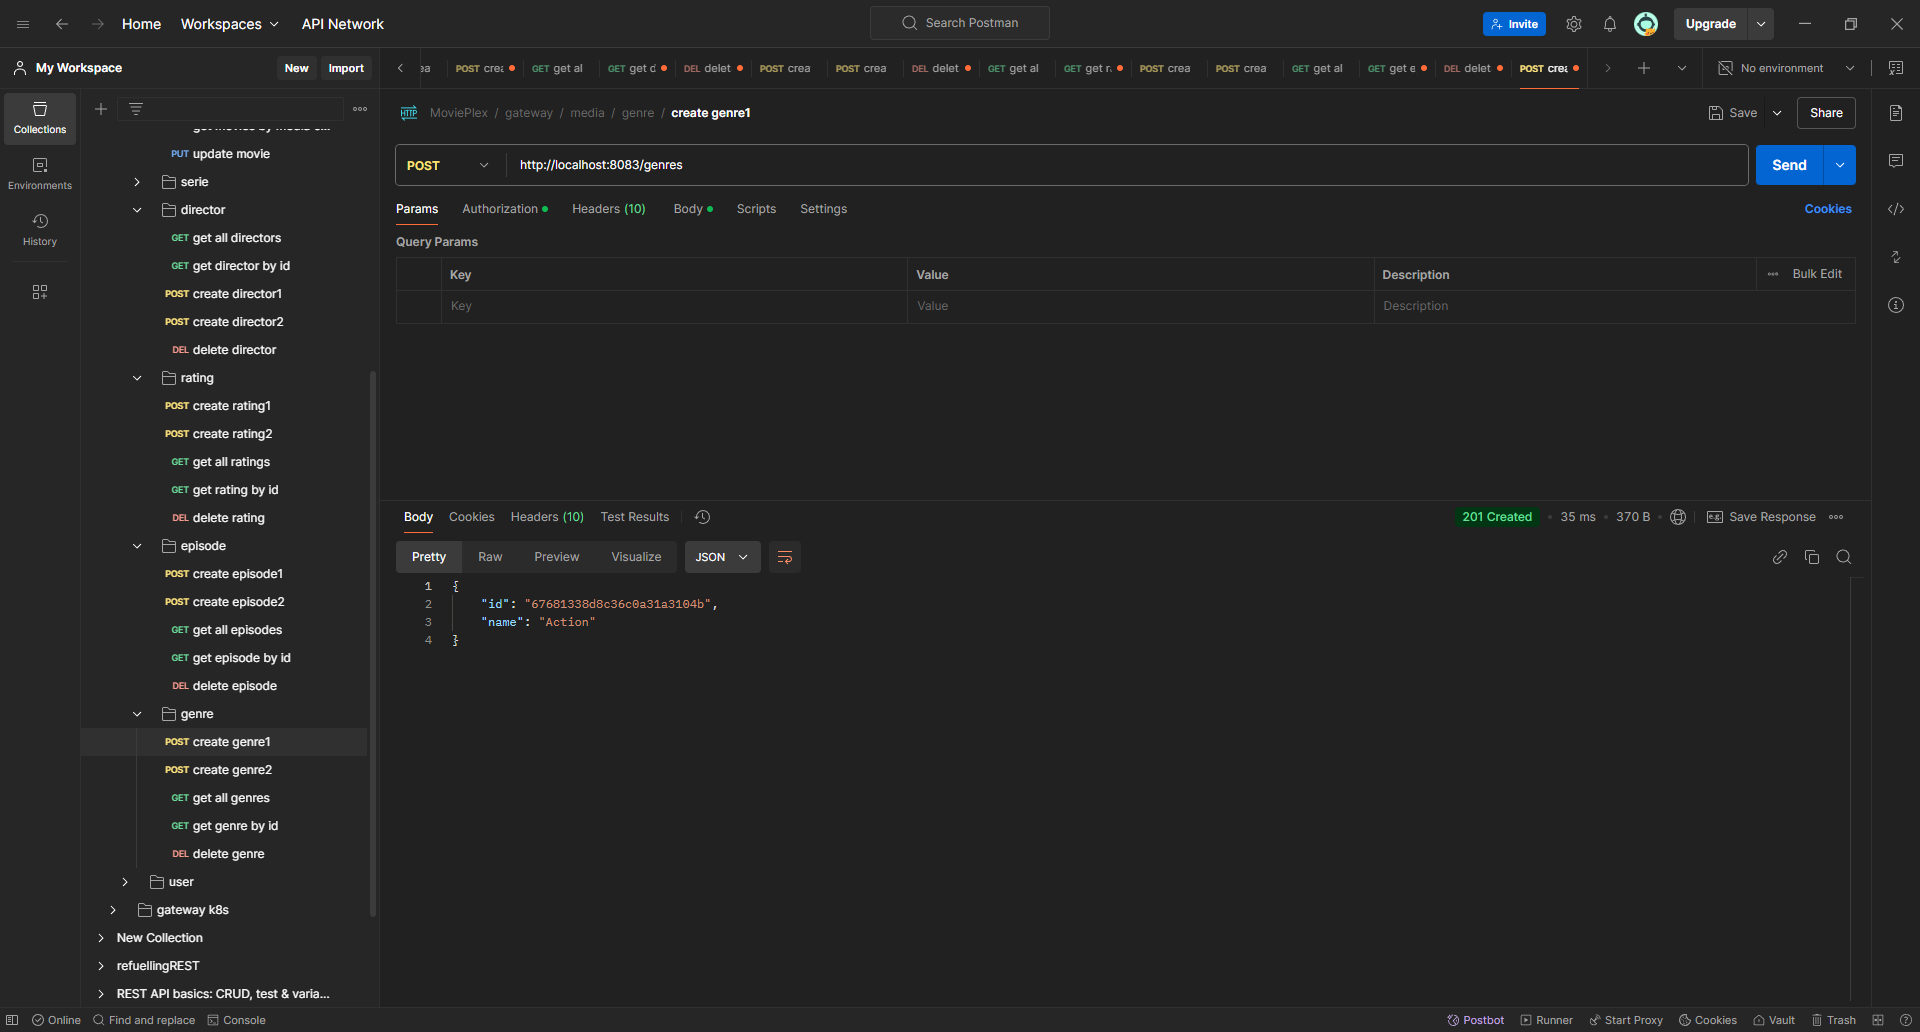 Home Workspaces API Network Search Postman Invite Upgrade
My Workspace New Import
POST crea GET al GET d DEL delet POST crea POST crea DEL delet GET al GET r POST crea POST crea GET al GET e DEL delet POST crea No environment
Collections
Environments
History
PUT update movie
serie
director
GET get all directors
GET get director by id
POST create director1
POST create director2
DEL delete director
rating
POST create rating1
POST create rating2
GET get all ratings
GET get rating by id
DEL delete rating
episode
POST create episode1
POST create episode2
GET get all episodes
GET get episode by id
DEL delete episode
genre
POST create genre1
POST create genre2
GET get all genres
GET get genre by id
DEL delete genre
user
gateway k8s
New Collection
refuellingREST
REST API basics: CRUD, test & varia...
HTTP MoviePlex / gateway / media / genre / create genre1 Save Share
POST http://localhost:8083/genres Send
Params Authorization Headers (10) Body Scripts Settings Cookies
Query Params
Key Value Description Bulk Edit
Key Value Description
Body Cookies Headers (10) Test Results 201 Created 35 ms 370 B e.g. Save Response
Pretty Raw Preview Visualize JSON
1 {
2 "id": "67681338d8c36c0a31a3104b",
3 "name": "Action"
4 }
Online Find and replace Console Postbot Runner Start Proxy Cookies Vault Trash